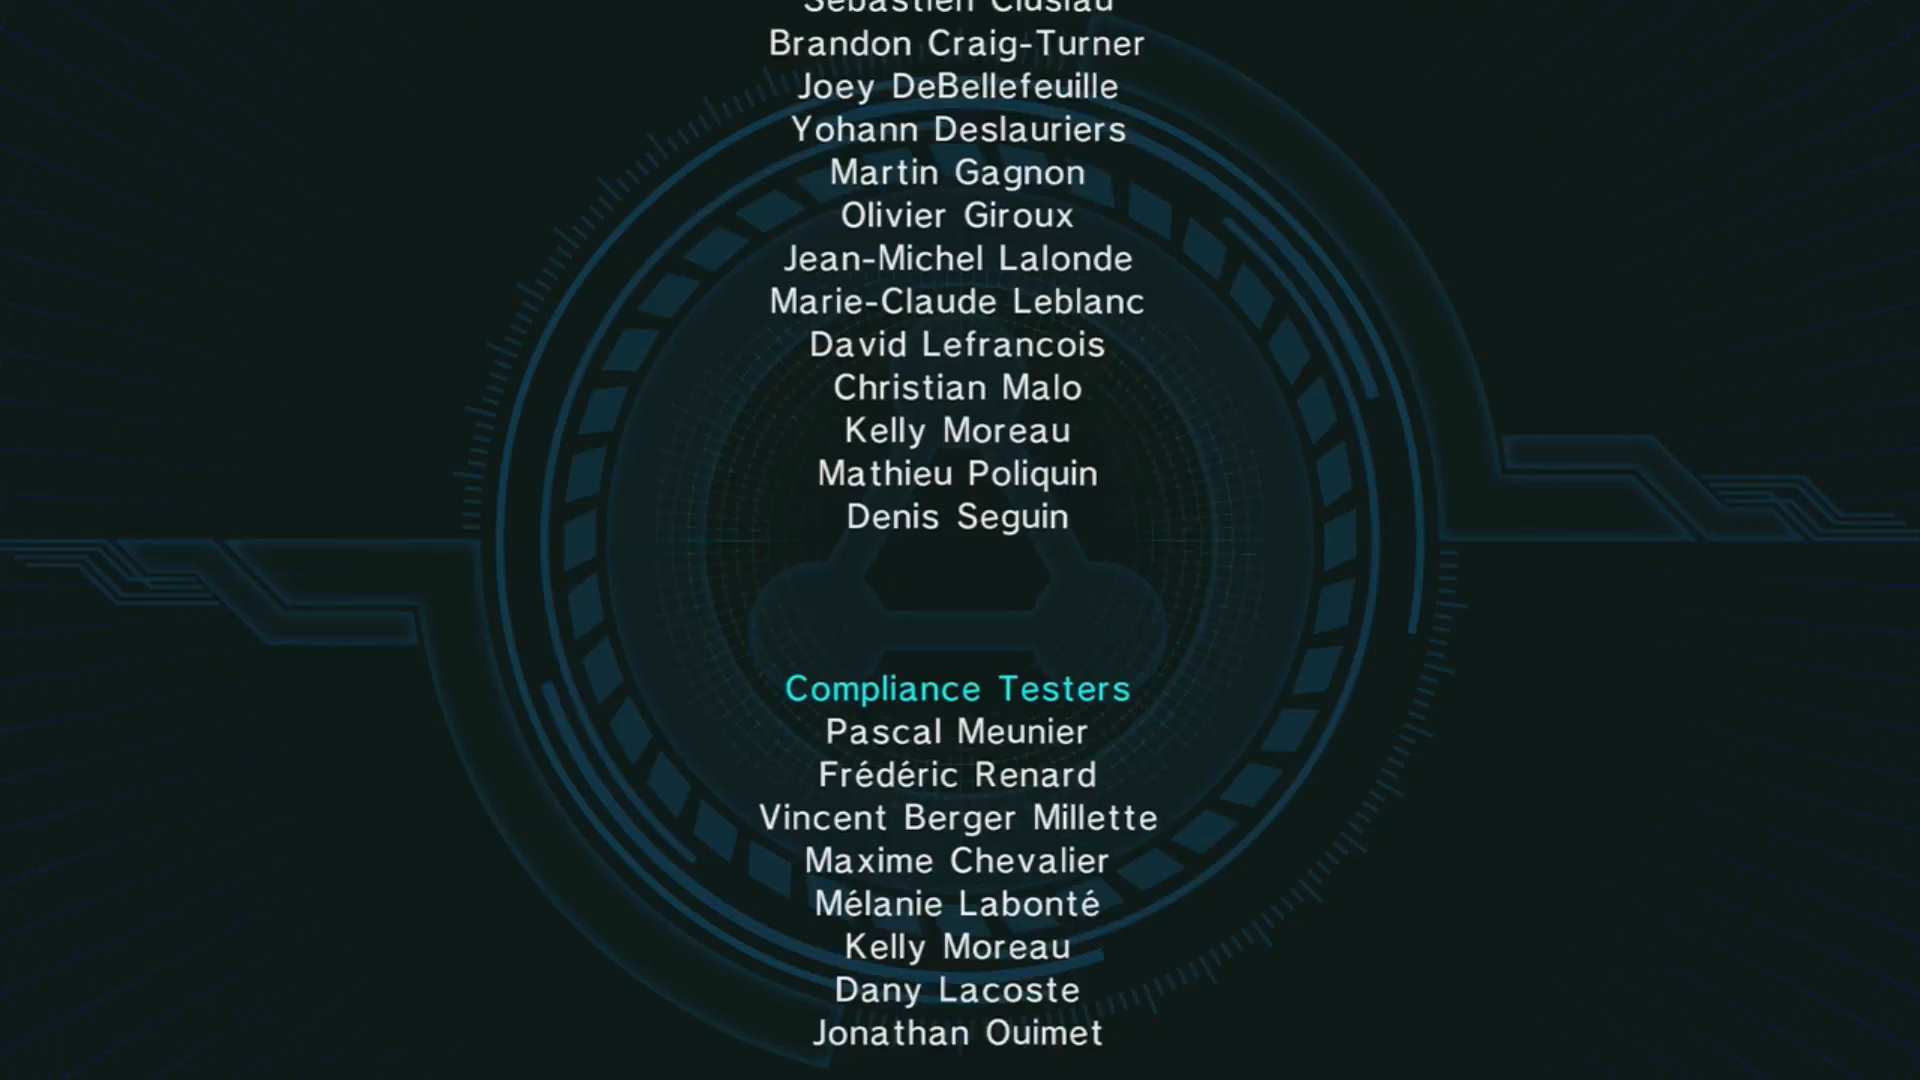 Brandon Craig-Turner
Joey DeBellefeuille
Yohann Deslauriers
Martin Gagnon
Olivier Giroux
Jean-Michel Lalonde
Marie-Claude Leblanc
David Lefrancois
Christian Malo
Kelly Moreau
Mathieu Poliquin
Denis Seguin
Compliance Testers
Pascal Meunier
Frédéric Renard
Vincent Berger Millette
Maxime Chevalier
Mélanie Labonté
Kelly Moreau
Dany Lacoste
Jonathan Ouimet